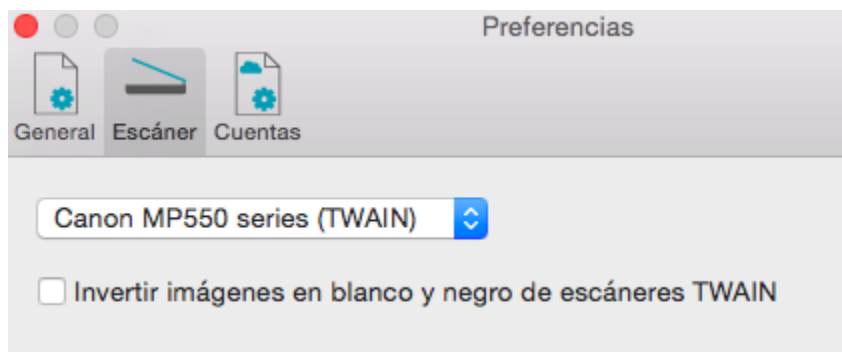 Preferencias
General Escáner Cuentas
Canon MP550 series (TWAIN)
Invertir imágenes en blanco y negro de escáneres TWAIN